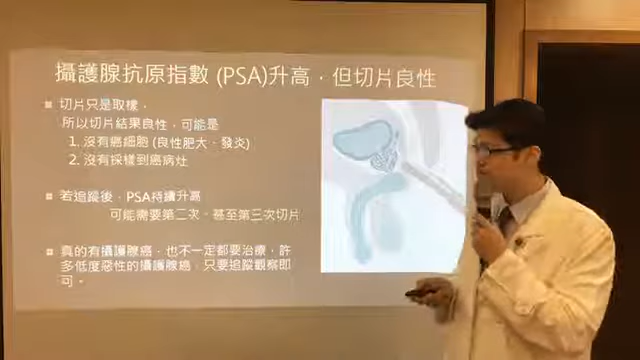 攝護腺抗原指數 (PSA)升高，但切片良性
切片只是取樣，
所以切片結果良性，可能是
1. 沒有癌細胞 (良性肥大、發炎)
2. 沒有採樣到癌病灶
若追蹤後，PSA持續升高
可能需要第二次、甚至第三次切片
真的有攝護腺癌，也不一定都要治療，許
多低度惡性的攝護腺癌，只要追蹤觀察即
可。